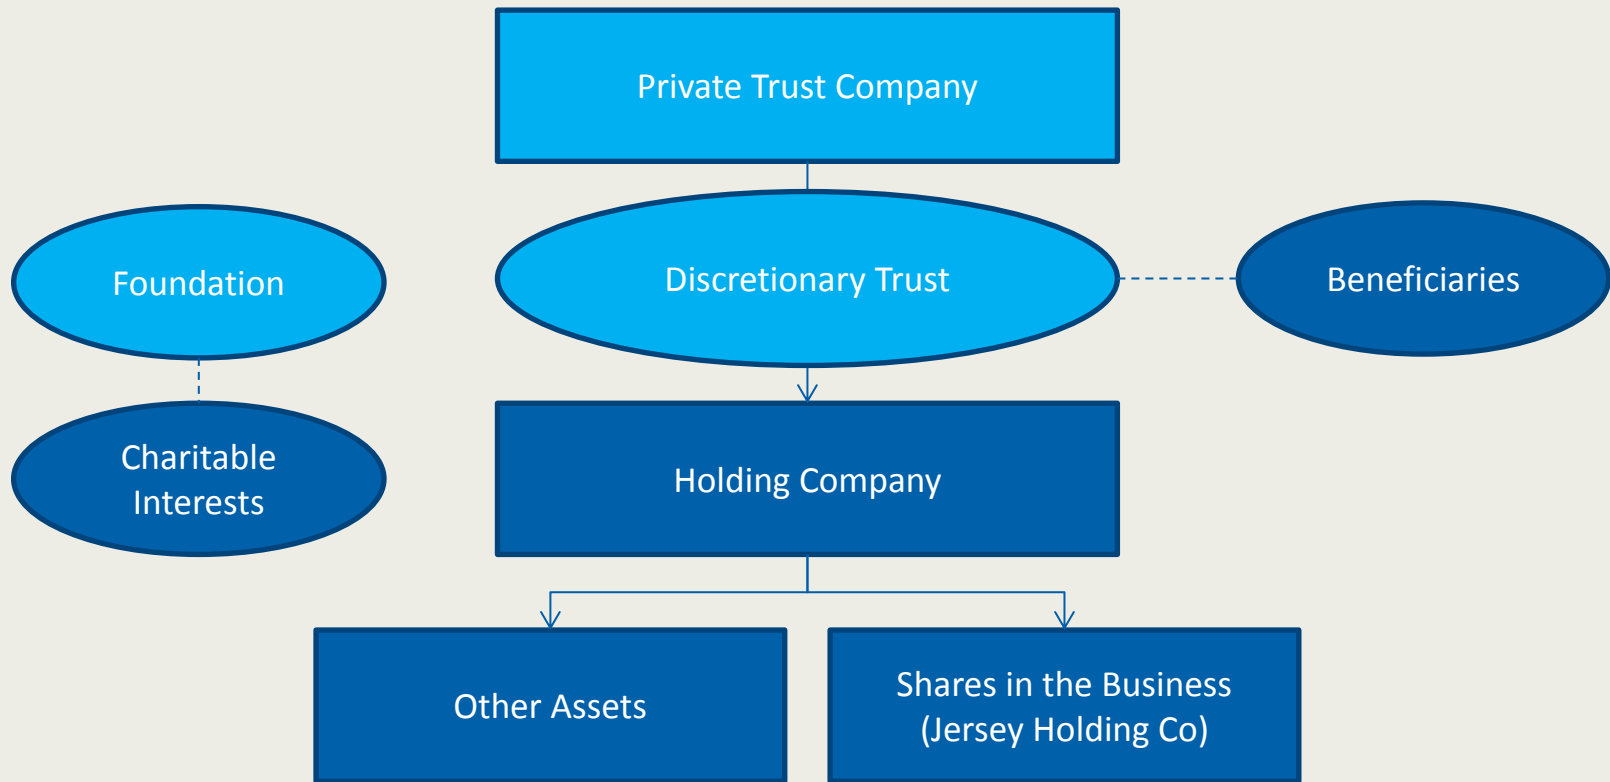 Private Trust Company
Foundation
Discretionary Trust
Beneficiaries
Charitable
Interests
Holding Company
Other Assets
Shares in the Business
(Jersey Holding Co)